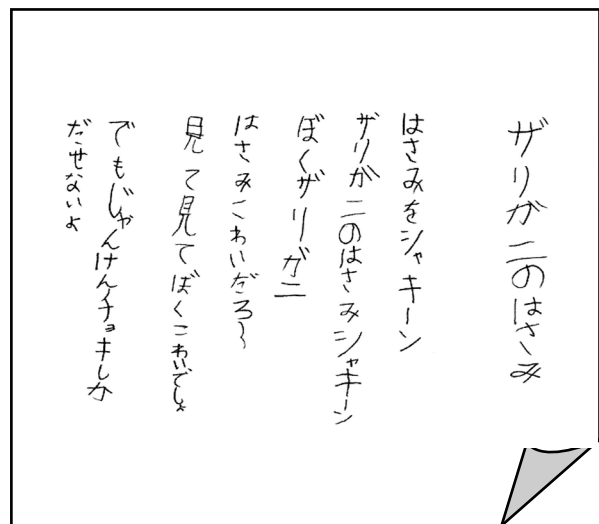 ザリガニのはさみ
はさみをシャキーン
ザリガニのはさみシャキーン
ぼくザリガニ
はさみこわいだろ〜
見て見てぼくこわいでしょ
でもじゃんけんチョキしか
だせないよ